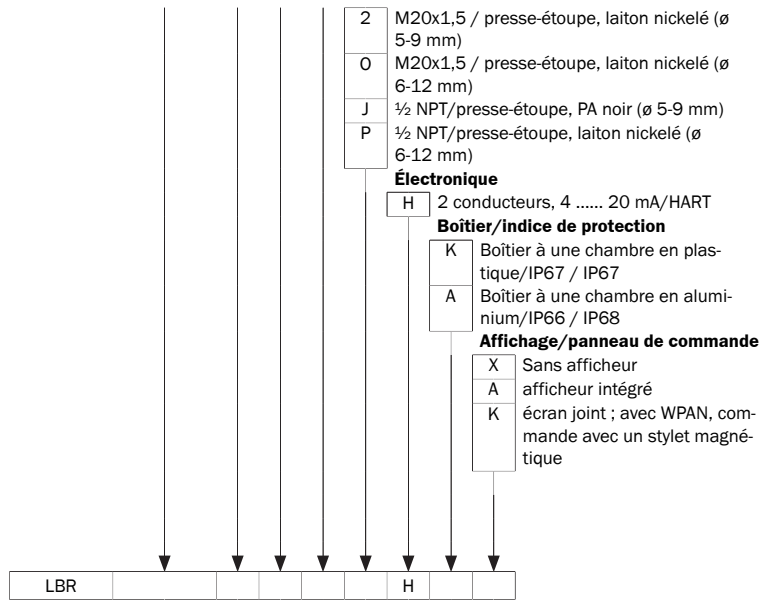 2 M20x1,5 / presse-étoupe, laiton nickelé (ø
5-9 mm)
O M20x1,5 / presse-étoupe, laiton nickelé (ø
6-12 mm)
J ½ NPT/presse-étoupe, PA noir (ø 5-9 mm)
P ½ NPT/presse-étoupe, laiton nickelé (ø
6-12 mm)
Électronique
H 2 conducteurs, 4 ...... 20 mA/HART
Boîtier/indice de protection
K Boîtier à une chambre en plas-
tique/IP67 / IP67
A Boîtier à une chambre en alumi-
nium/IP66 / IP68
Affichage/panneau de commande
X Sans afficheur
A afficheur intégré
K écran joint ; avec WPAN, com-
mande avec un stylet magné-
tique
LBR H